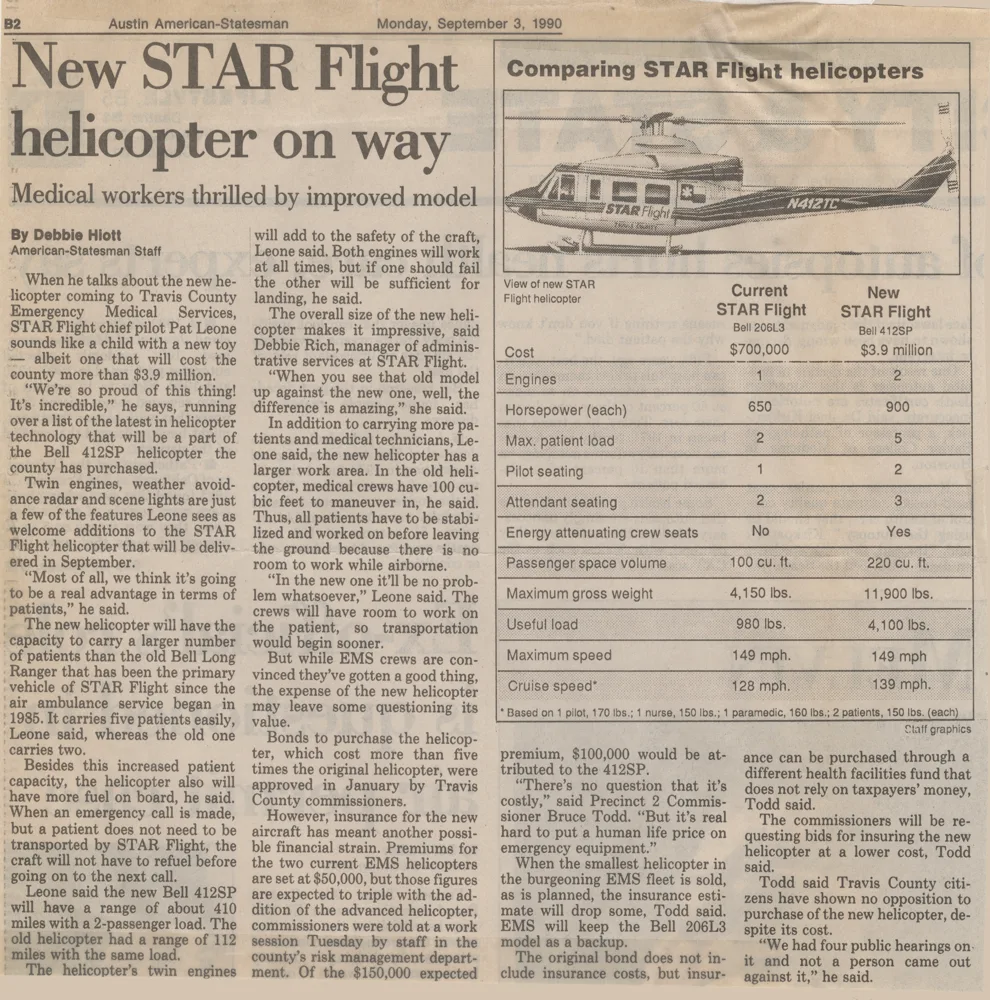 B2 Austin American-Statesman Monday, September 3, 1990
New STAR Flight
helicopter on way
Medical workers thrilled by improved model
By Debbie Hiott
American-Statesman Staff
When he talks about the new he-
licopter coming to Travis County
Emergency Medical Services,
STAR Flight chief pilot Pat Leone
sounds like a child with a new toy
— albeit one that will cost the
county more than $3.9 million.
“We’re so proud of this thing!
It’s incredible,” he says, running
over a list of the latest in helicopter
technology that will be a part of
the Bell 412SP helicopter the
county has purchased.
Twin engines, weather avoid-
ance radar and scene lights are just
a few of the features Leone sees as
welcome additions to the STAR
Flight helicopter that will be deliv-
ered in September.
“Most of all, we think it’s going
to be a real advantage in terms of
patients,” he said.
The new helicopter will have the
capacity to carry a larger number
of patients than the old Bell Long
Ranger that has been the primary
vehicle of STAR Flight since the
air ambulance service began in
1985. It carries five patients easily,
Leone said, whereas the old one
carries two.
Besides this increased patient
capacity, the helicopter also will
have more fuel on board, he said.
When an emergency call is made,
but a patient does not need to be
transported by STAR Flight, the
craft will not have to refuel before
going on to the next call.
Leone said the new Bell 412SP
will have a range of about 410
miles with a 2-passenger load. The
old helicopter had a range of 112
miles with the same load.
The helicopter’s twin engines
will add to the safety of the craft,
Leone said. Both engines will work
at all times, but if one should fail
the other will be sufficient for
landing, he said.
The overall size of the new heli-
copter makes it impressive, said
Debbie Rich, manager of adminis-
trative services at STAR Flight.
“When you see that old model
up against the new one, well, the
difference is amazing,” she said.
In addition to carrying more pa-
tients and medical technicians, Le-
one said, the new helicopter has a
larger work area. In the old heli-
copter, medical crews have 100 cu-
bic feet to maneuver in, he said.
Thus, all patients have to be stabi-
lized and worked on before leaving
the ground because there is no
room to work while airborne.
“In the new one it’ll be no prob-
lem whatsoever,” Leone said. The
crews will have room to work on
the patient, so transportation
would begin sooner.
But while EMS crews are con-
vinced they’ve gotten a good thing,
the expense of the new helicopter
may leave some questioning its
value.
Bonds to purchase the helicop-
ter, which cost more than five
times the original helicopter, were
approved in January by Travis
County commissioners.
However, insurance for the new
aircraft has meant another possi-
ble financial strain. Premiums for
the two current EMS helicopters
are set at $50,000, but those figures
are expected to triple with the ad-
dition of the advanced helicopter,
commissioners were told at a work
session Tuesday by staff in the
county’s risk management depart-
ment. Of the $150,000 expected
Comparing STAR Flight helicopters
STAR Flight
N412TC
View of new STAR
Flight helicopter
Current New
STAR Flight STAR Flight
Bell 206L3 Bell 412SP
Cost $700,000 $3.9 million
Engines 1 2
Horsepower (each) 650 900
Max. patient load 2 5
Pilot seating 1 2
Attendant seating 2 3
Energy attenuating crew seats No Yes
Passenger space volume 100 cu. ft. 220 cu. ft.
Maximum gross weight 4,150 lbs. 11,900 lbs.
Useful load 980 lbs. 4,100 lbs.
Maximum speed 149 mph. 149 mph
Cruise speed* 128 mph. 139 mph.
* Based on 1 pilot, 170 lbs.; 1 nurse, 150 lbs.; 1 paramedic, 160 lbs.; 2 patients, 150 lbs. (each)
Staff graphics
premium, $100,000 would be at-
tributed to the 412SP.
“There’s no question that it’s
costly,” said Precinct 2 Commis-
sioner Bruce Todd. “But it’s real
hard to put a human life price on
emergency equipment.”
When the smallest helicopter in
the burgeoning EMS fleet is sold,
as is planned, the insurance esti-
mate will drop some, Todd said.
EMS will keep the Bell 206L3
model as a backup.
The original bond does not in-
clude insurance costs, but insur-
ance can be purchased through a
different health facilities fund that
does not rely on taxpayers’ money,
Todd said.
The commissioners will be re-
questing bids for insuring the new
helicopter at a lower cost, Todd
said.
Todd said Travis County citi-
zens have shown no opposition to
purchase of the new helicopter, de-
spite its cost.
“We had four public hearings on
it and not a person came out
against it,” he said.